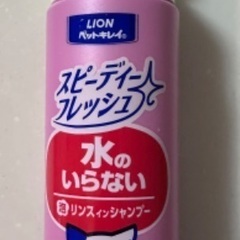 LION
ペットキレイ®
スピーディー
フレッシュ
水の
いらない
泡 リンスインシャンプー